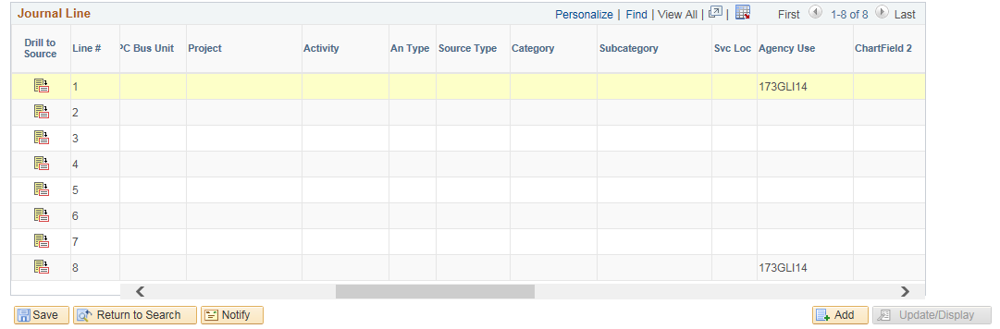 Journal Line
Personalize | Find | View All | | First 1-8 of 8 Last
Drill to Source Line # PC Bus Unit Project Activity An Type Source Type Category Subcategory Svc Loc Agency Use ChartField 2
1 173GLI14
2
3
4
5
6
7
8 173GLI14
Save Return to Search Notify Add Update/Display